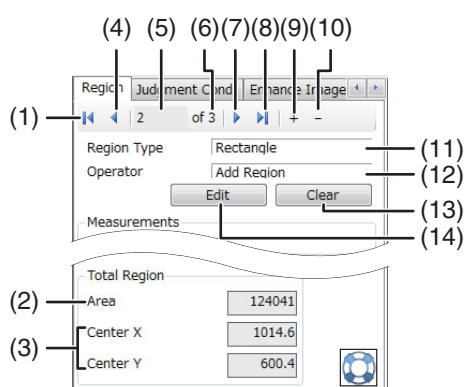 (4) (5) (6)(7)(8)(9)(10)
Region Judgment Condi Enhance Image
(1) 2 of 3 + −
Region Type Rectangle (11)
Operator Add Region (12)
Edit Clear (13)
Measurements (14)
Total Region
(2) Area 124041
(3) Center X 1014.6
Center Y 600.4